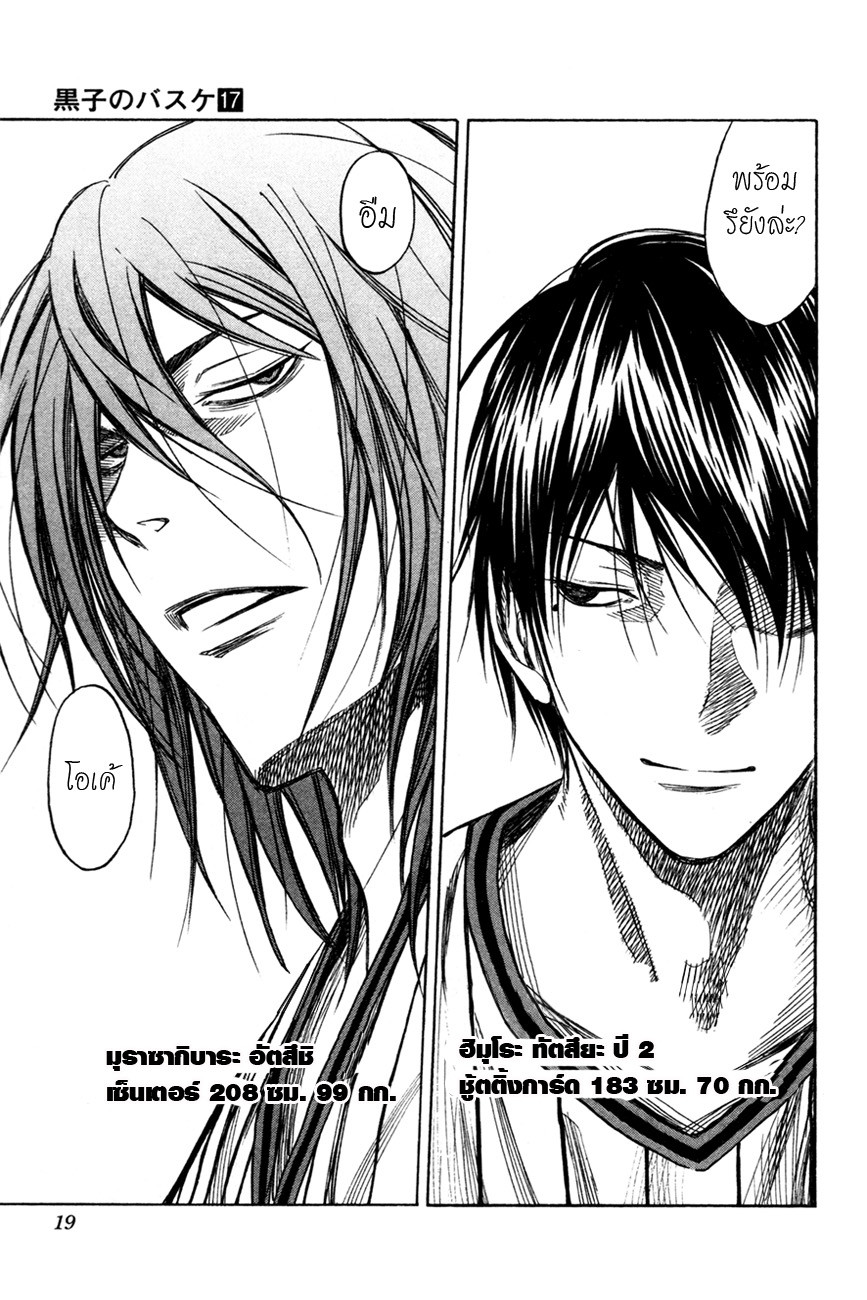 黒子のバスケ17
พร้อม
รึยังล่ะ?
อืม
โอเค้
ฮิมุโระ ทัตสึยะ ปี 2
ชู้ตติ้งการ์ด 183 ซม. 70 กก.
มุราซากิบาระ อัตสึชิ
เซ็นเตอร์ 208 ซม. 99 กก.
19